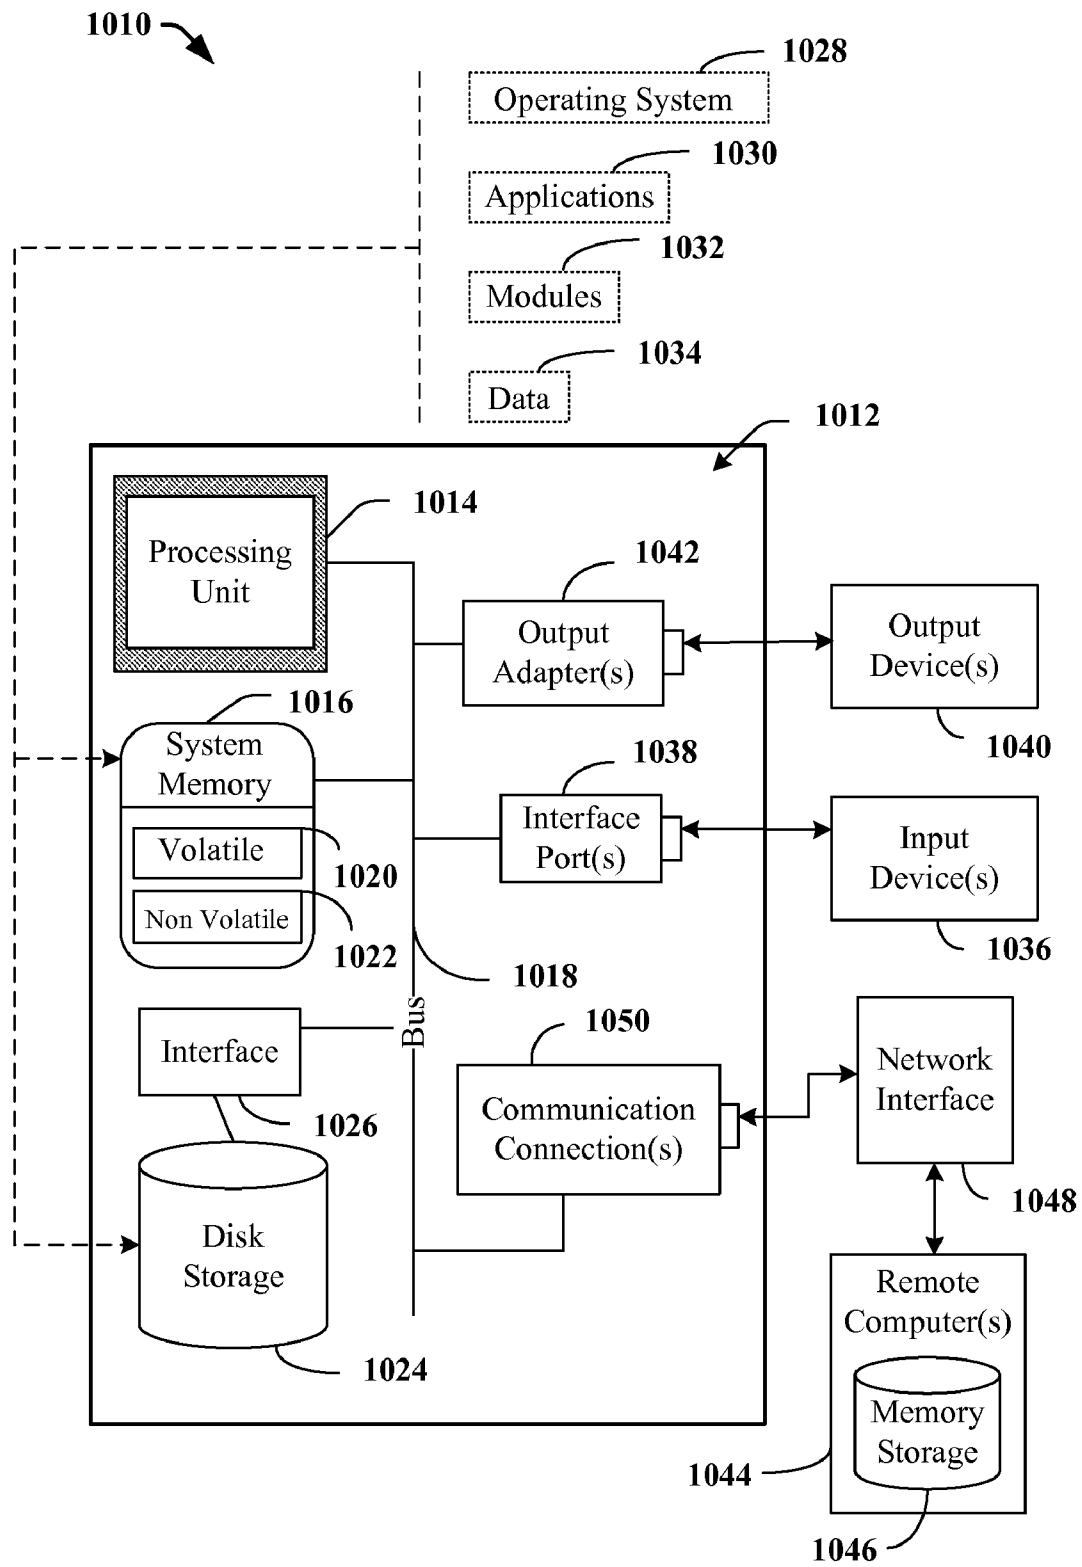 1010
1028
Operating System
1030
Applications
1032
Modules
1034
Data
1012
1014
Processing
Unit
1042
Output
Adapter(s)
Output
Device(s)
1040
1016
System
Memory
Volatile
1020
Non Volatile
1022
1038
Interface
Port(s)
Input
Device(s)
1036
1018
Bus
Interface
1026
1050
Communication
Connection(s)
Network
Interface
1048
Disk
Storage
1024
Remote
Computer(s)
Memory
Storage
1044
1046